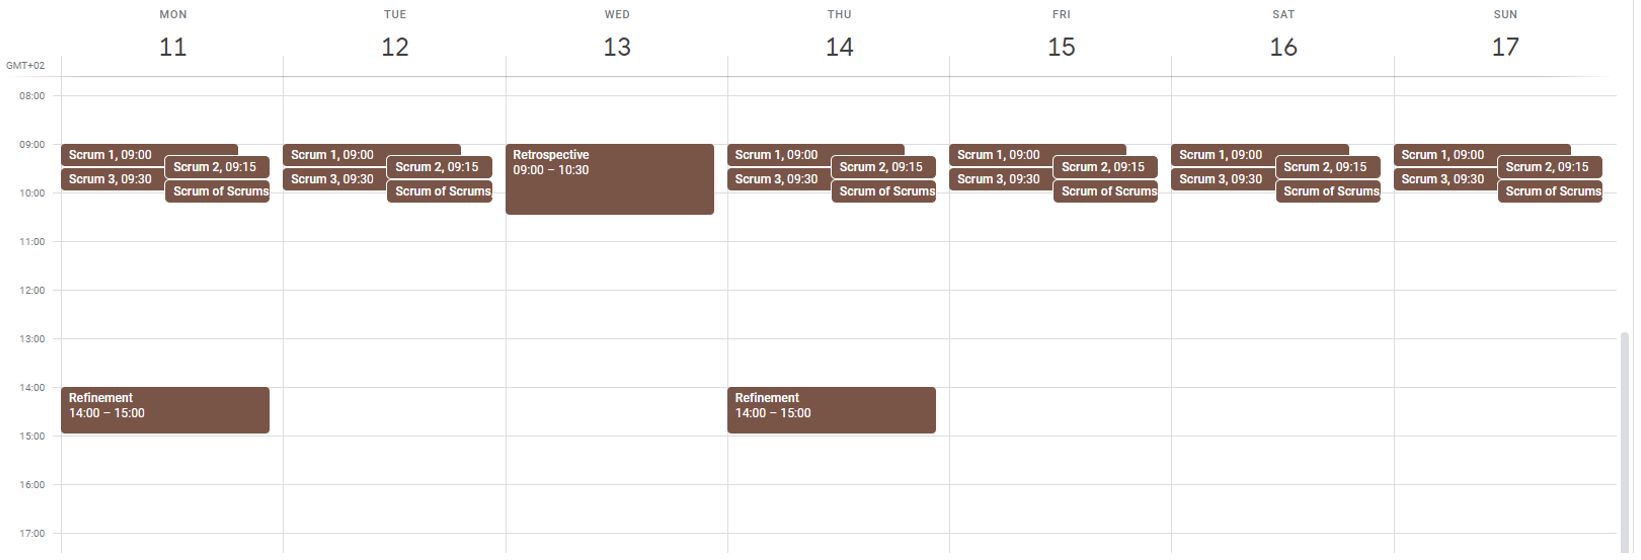 MON TUE WED THU FRI SAT SUN
11 12 13 14 15 16 17
GMT+02
08:00
09:00
Scrum 1, 09:00
Scrum 2, 09:15
Scrum 3, 09:30
Scrum of Scrums
Scrum 1, 09:00
Scrum 2, 09:15
Scrum 3, 09:30
Scrum of Scrums
Retrospective
09:00 – 10:30
Scrum 1, 09:00
Scrum 2, 09:15
Scrum 3, 09:30
Scrum of Scrums
Scrum 1, 09:00
Scrum 2, 09:15
Scrum 3, 09:30
Scrum of Scrums
Scrum 1, 09:00
Scrum 2, 09:15
Scrum 3, 09:30
Scrum of Scrums
Scrum 1, 09:00
Scrum 2, 09:15
Scrum 3, 09:30
Scrum of Scrums
10:00
11:00
12:00
13:00
14:00
Refinement
14:00 – 15:00
Refinement
14:00 – 15:00
15:00
16:00
17:00